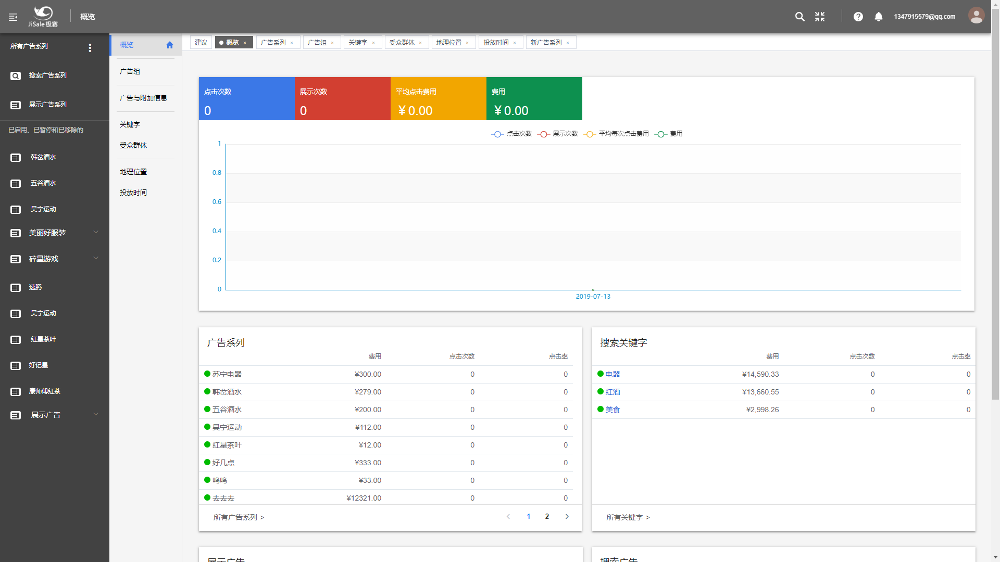 JiSale 极赛
概览
1347915579@qq.com
所有广告系列
搜索广告系列
展示广告系列
已启用、已暂停和已移除的
韩岔酒水
五谷酒水
吴宁运动
美丽好服装
碎星游戏
速腾
吴宁运动
红星茶叶
好记星
康师傅红茶
展示广告
概览
广告组
广告与附加信息
关键字
受众群体
地理位置
投放时间
建议 概览 × 广告系列 × 广告组 × 关键字 × 受众群体 × 地理位置 × 投放时间 × 新广告系列 ×
点击次数 展示次数 平均点击费用 费用
0 0 ¥0.00 ¥0.00
点击次数 展示次数 平均每次点击费用 费用
1
0.8
0.6
0.4
0.2
0
2019-07-13
广告系列
费用 点击次数 点击率
苏宁电器 ¥300.00 0 0
韩岔酒水 ¥279.00 0 0
五谷酒水 ¥200.00 0 0
吴宁运动 ¥112.00 0 0
红星茶叶 ¥12.00 0 0
好几点 ¥333.00 0 0
呜呜 ¥33.00 0 0
去去去 ¥12321.00 0 0
所有广告系列 > < 1 2 >
搜索关键字
费用 点击次数 点击率
电器 ¥14,590.33 0 0
红酒 ¥13,660.55 0 0
美食 ¥2,998.26 0 0
所有关键字 >
展示广告
搜索广告